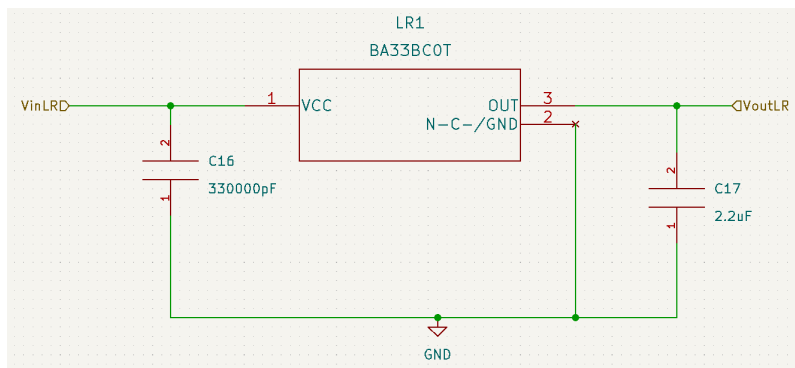 LR1
BA33BC0T
VinLR
1
VCC
OUT
3
VoutLR
N-C-/GND
2
2
C16
330000pF
1
2
C17
2.2uF
1
GND